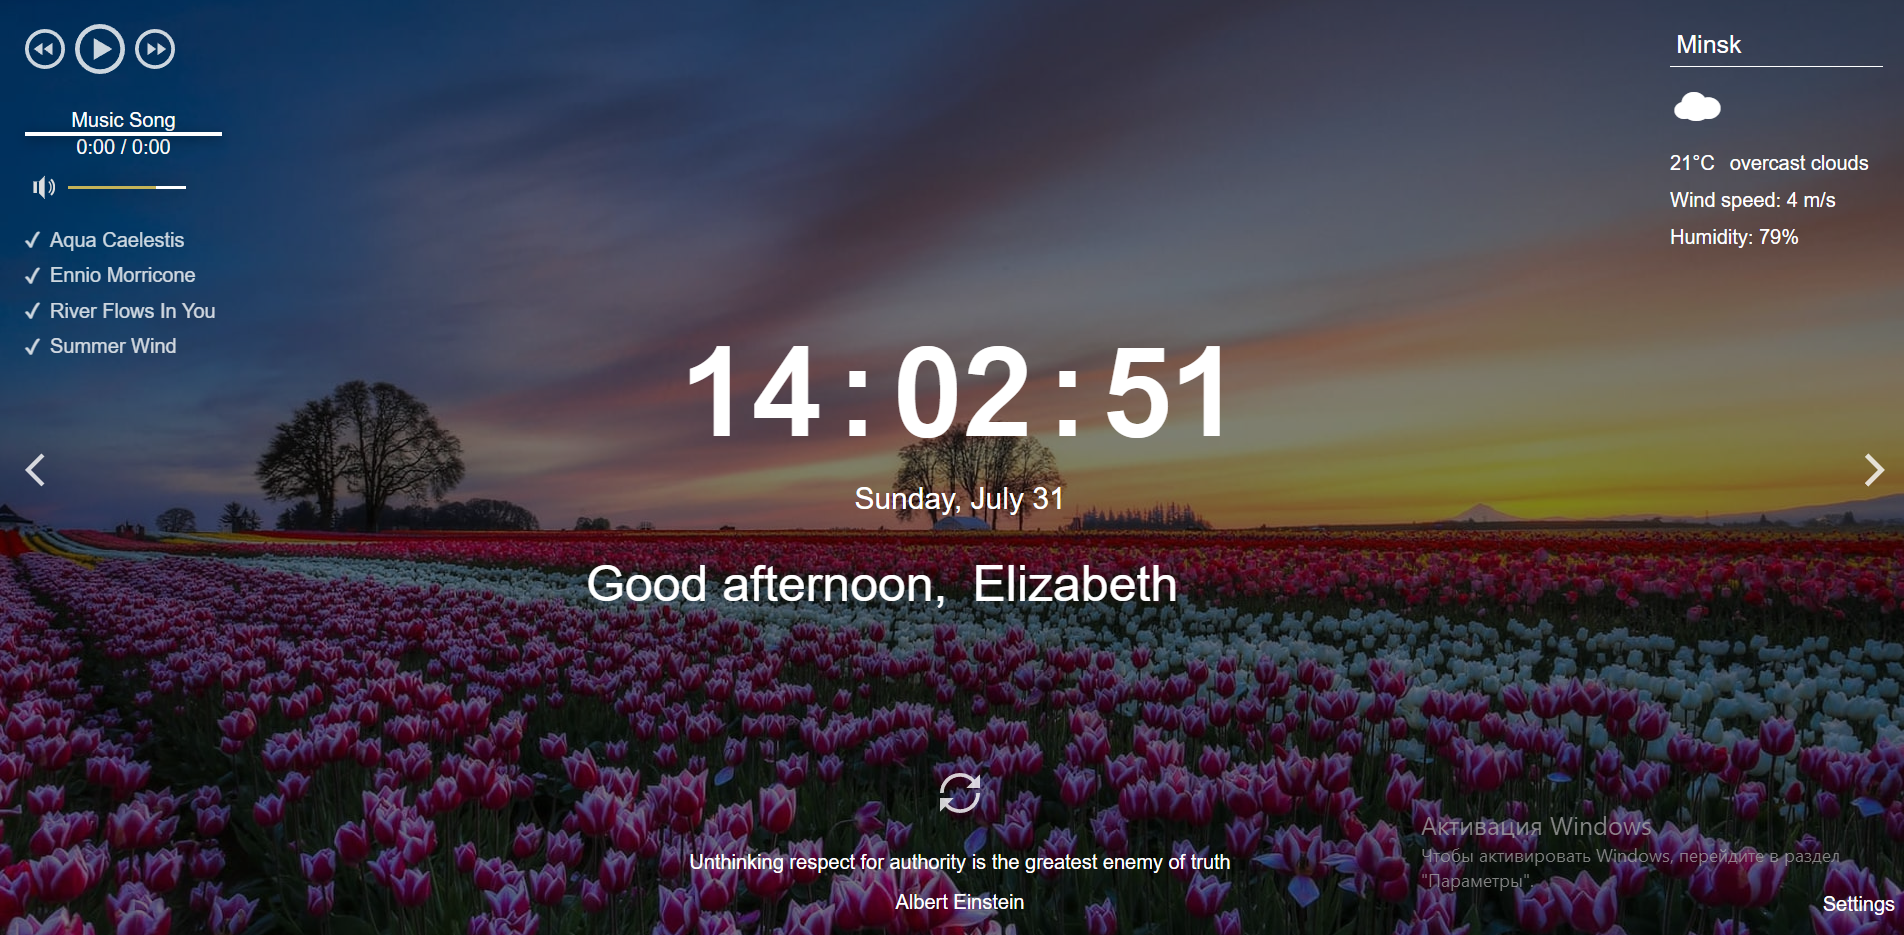 Music Song
0:00 / 0:00
Aqua Caelestis
Ennio Morricone
River Flows In You
Summer Wind
Minsk
21°C overcast clouds
Wind speed: 4 m/s
Humidity: 79%
14:02:51
Sunday, July 31
Good afternoon, Elizabeth
Unthinking respect for authority is the greatest enemy of truth
Albert Einstein
Активация Windows
Чтобы активировать Windows, перейдите в раздел
"Параметры".
Settings